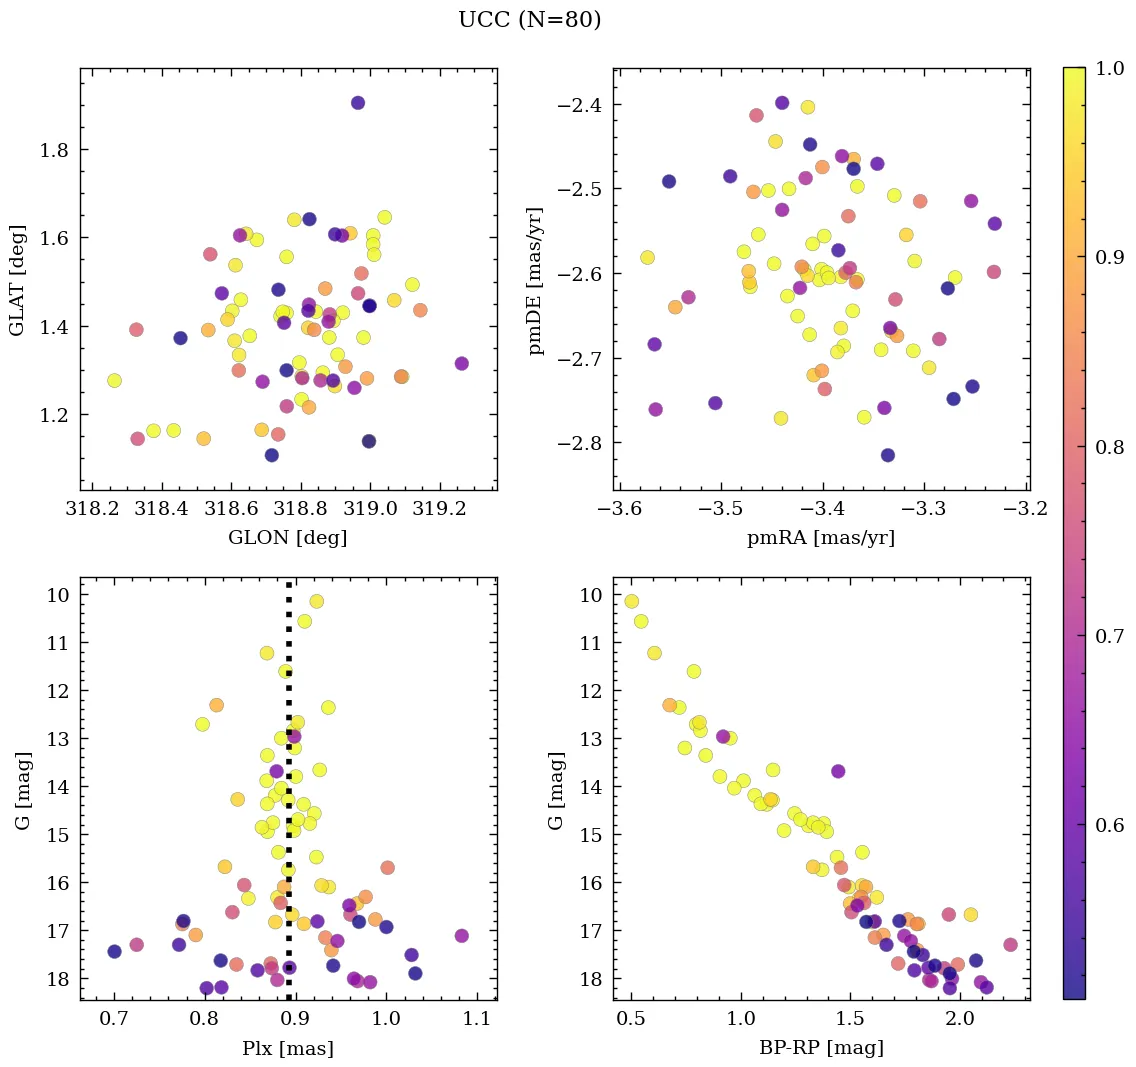 UCC (N=80)
1.8
1.6
1.4
1.2
GLAT [deg]
318.2 318.4 318.6 318.8 319.0 319.2
GLON [deg]
−2.4
−2.5
−2.6
−2.7
−2.8
pmDE [mas/yr]
−3.6 −3.5 −3.4 −3.3 −3.2
pmRA [mas/yr]
10
11
12
13
14
15
16
17
18
G [mag]
0.7 0.8 0.9 1.0 1.1
Plx [mas]
10
11
12
13
14
15
16
17
18
G [mag]
0.5 1.0 1.5 2.0
BP-RP [mag]
1.0
0.9
0.8
0.7
0.6